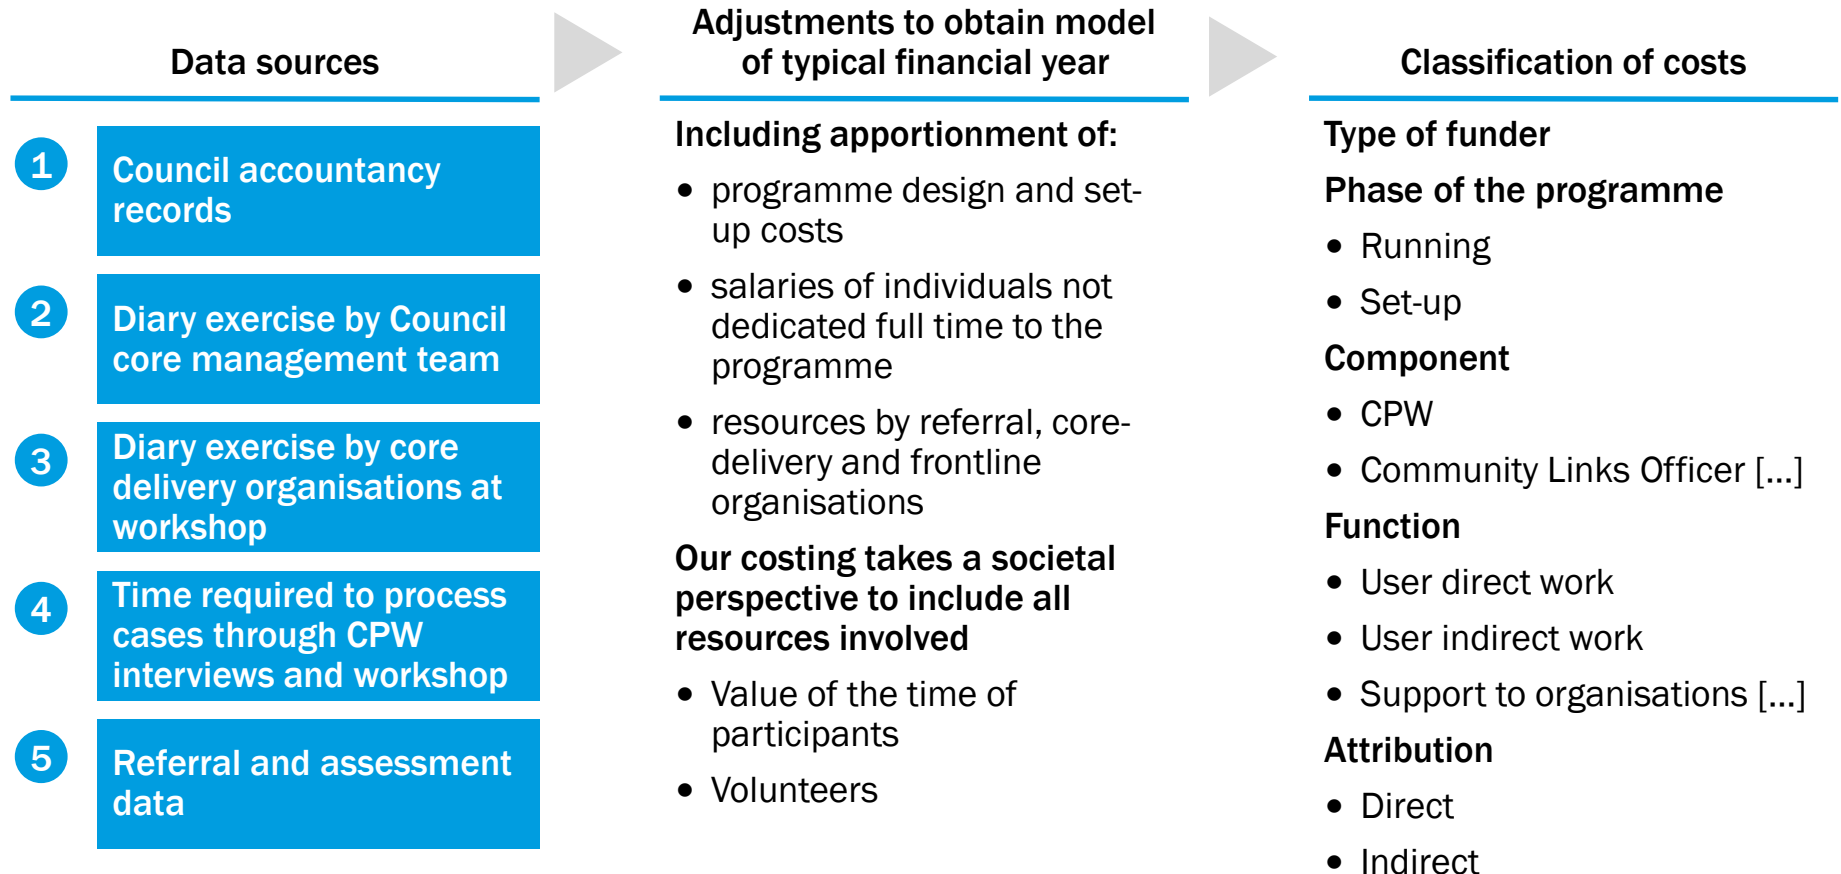 Data sources
1
Council accountancy
records
2
Diary exercise by Council
core management team
3
Diary exercise by core
delivery organisations at
workshop
4
Time required to process
cases through CPW
interviews and workshop
5
Referral and assessment
data
Adjustments to obtain model
of typical financial year
Including apportionment of:
• programme design and set-
up costs
• salaries of individuals not
dedicated full time to the
programme
• resources by referral, core-
delivery and frontline
organisations
Our costing takes a societal
perspective to include all
resources involved
• Value of the time of
participants
• Volunteers
Classification of costs
Type of funder
Phase of the programme
• Running
• Set-up
Component
• CPW
• Community Links Officer [...]
Function
• User direct work
• User indirect work
• Support to organisations [...]
Attribution
• Direct
• Indirect